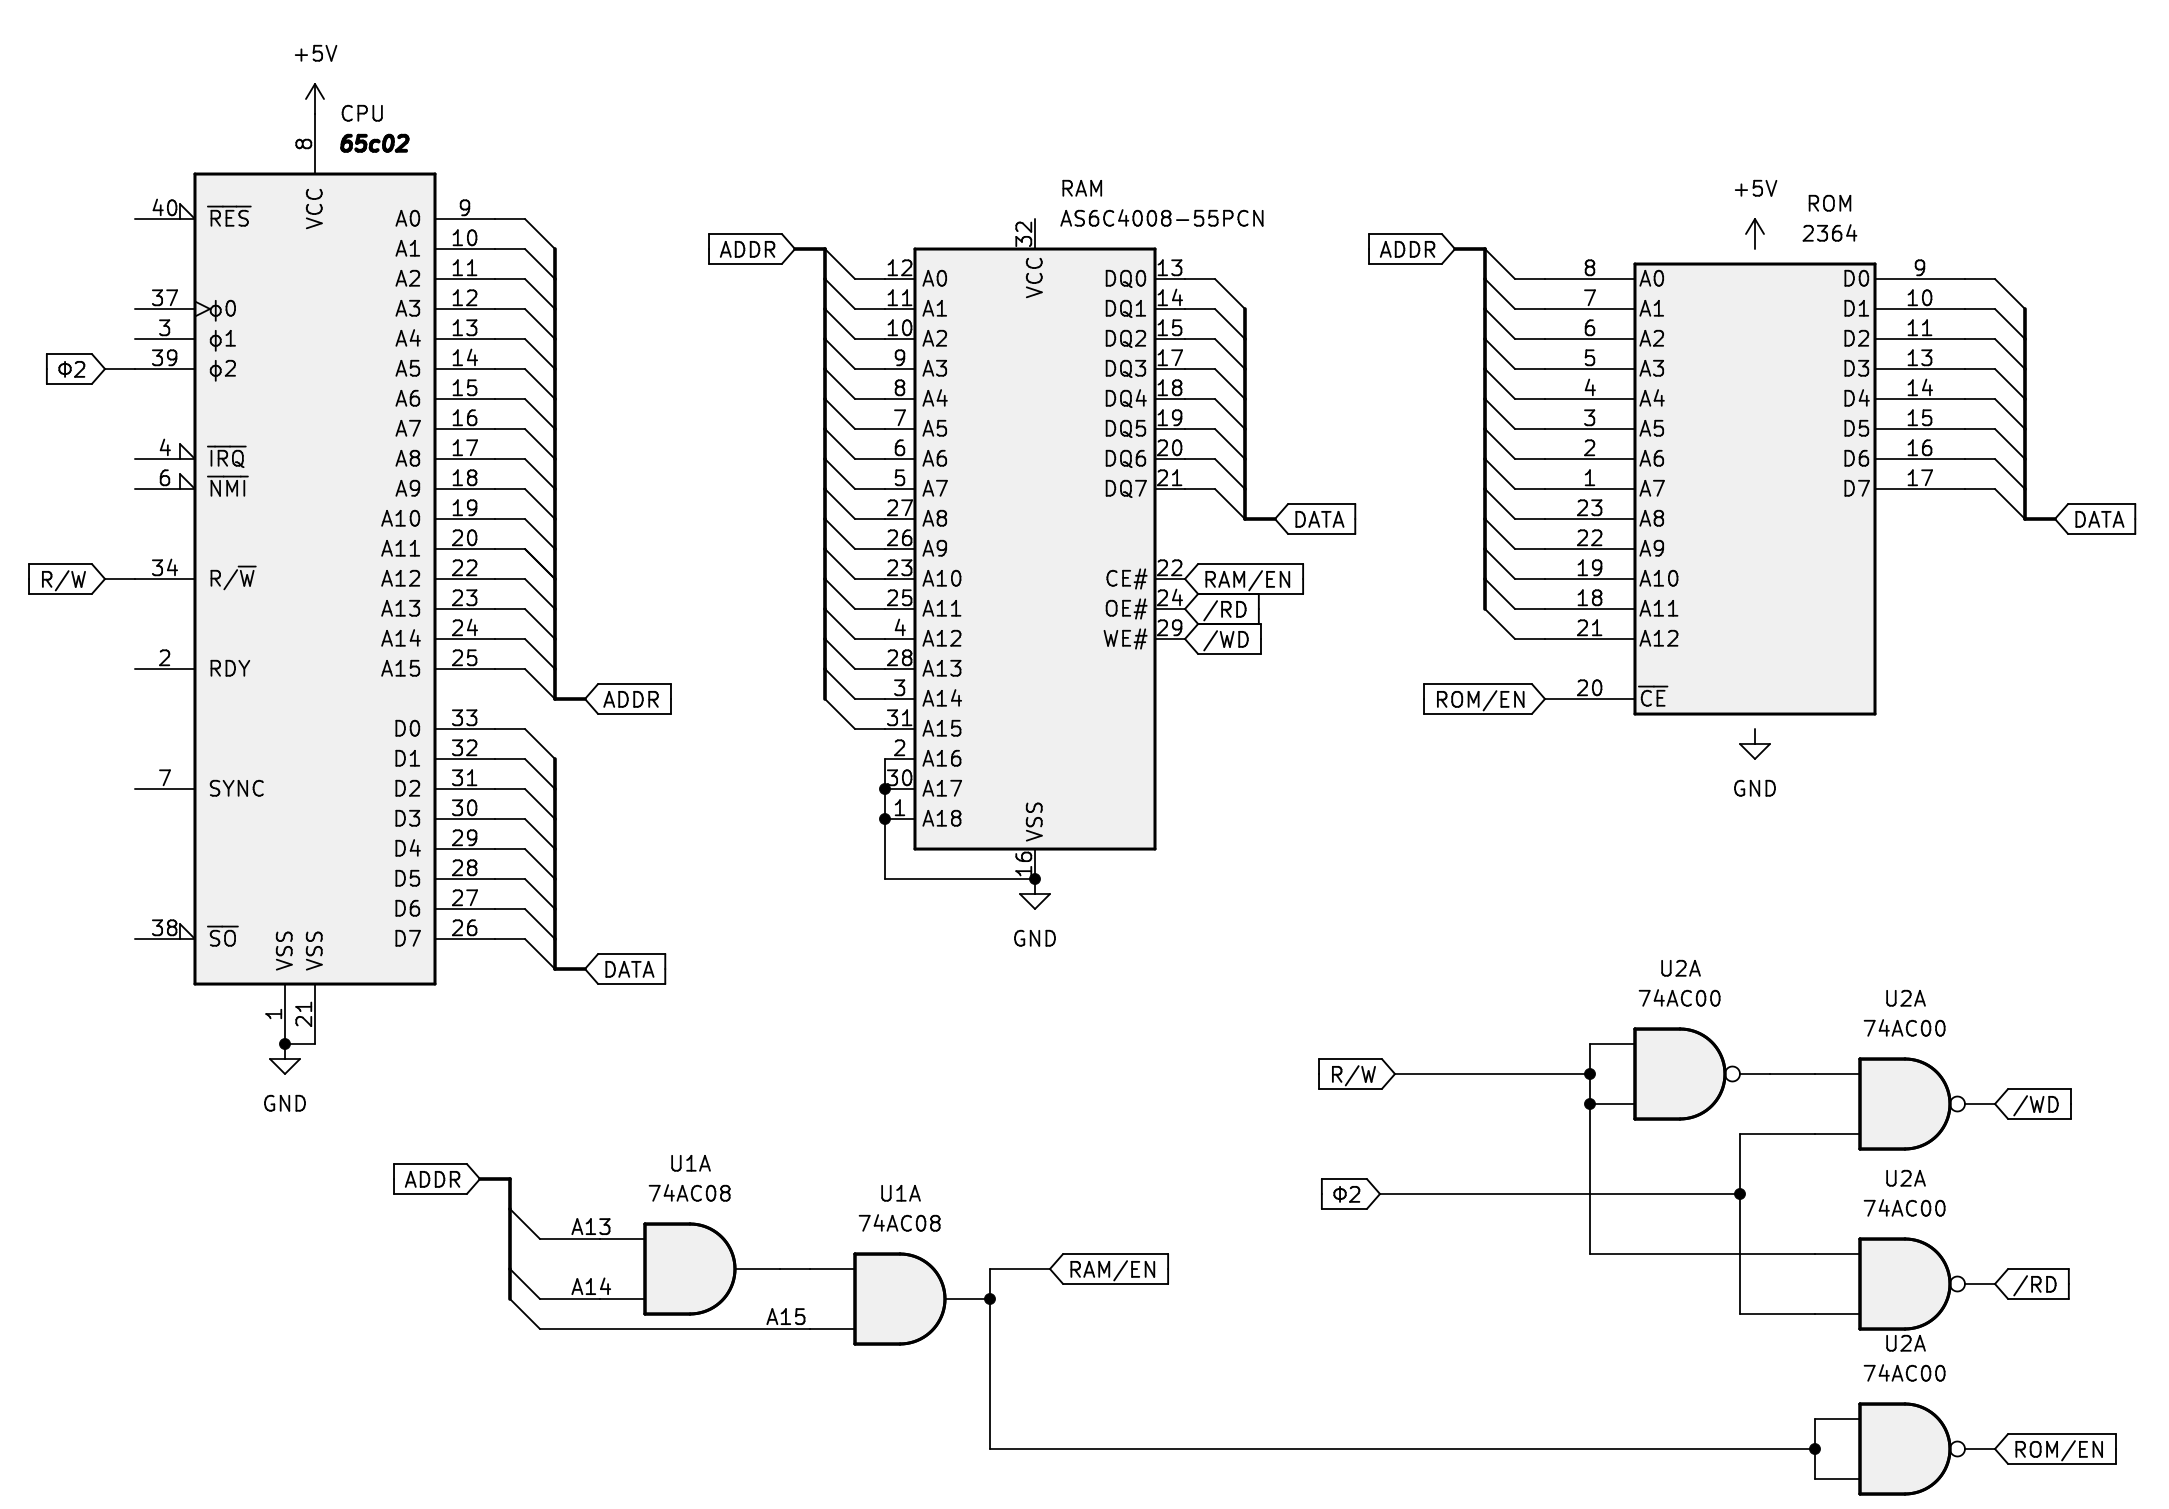 +5V
CPU
65c02
8
VCC
40
RES
37
ϕ0
3
ϕ1
Φ2
39
ϕ2
4
IRQ
6
NMI
R/W
34
R/W
2
RDY
7
SYNC
38
SO
VSS
VSS
1
21
GND
A0 9
A1 10
A2 11
A3 12
A4 13
A5 14
A6 15
A7 16
A8 17
A9 18
A10 19
A11 20
A12 22
A13 23
A14 24
A15 25
ADDR
D0 33
D1 32
D2 31
D3 30
D4 29
D5 28
D6 27
D7 26
DATA
RAM
AS6C4008-55PCN
32
VCC
ADDR
12 A0
11 A1
10 A2
9 A3
8 A4
7 A5
6 A6
5 A7
27 A8
26 A9
23 A10
25 A11
4 A12
28 A13
3 A14
31 A15
2 A16
30 A17
1 A18
VSS
16
GND
DQ0 13
DQ1 14
DQ2 15
DQ3 17
DQ4 18
DQ5 19
DQ6 20
DQ7 21
DATA
CE# 22 RAM/EN
OE# 24 /RD
WE# 29 /WD
+5V
ROM
2364
ADDR
8 A0
7 A1
6 A2
5 A3
4 A4
3 A5
2 A6
1 A7
23 A8
22 A9
19 A10
18 A11
21 A12
ROM/EN 20 CE
D0 9
D1 10
D2 11
D3 13
D4 14
D5 15
D6 16
D7 17
DATA
GND
ADDR
A13
A14
A15
U1A
74AC08
U1A
74AC08
RAM/EN
R/W
U2A
74AC00
U2A
74AC00
/WD
Φ2
U2A
74AC00
/RD
U2A
74AC00
ROM/EN